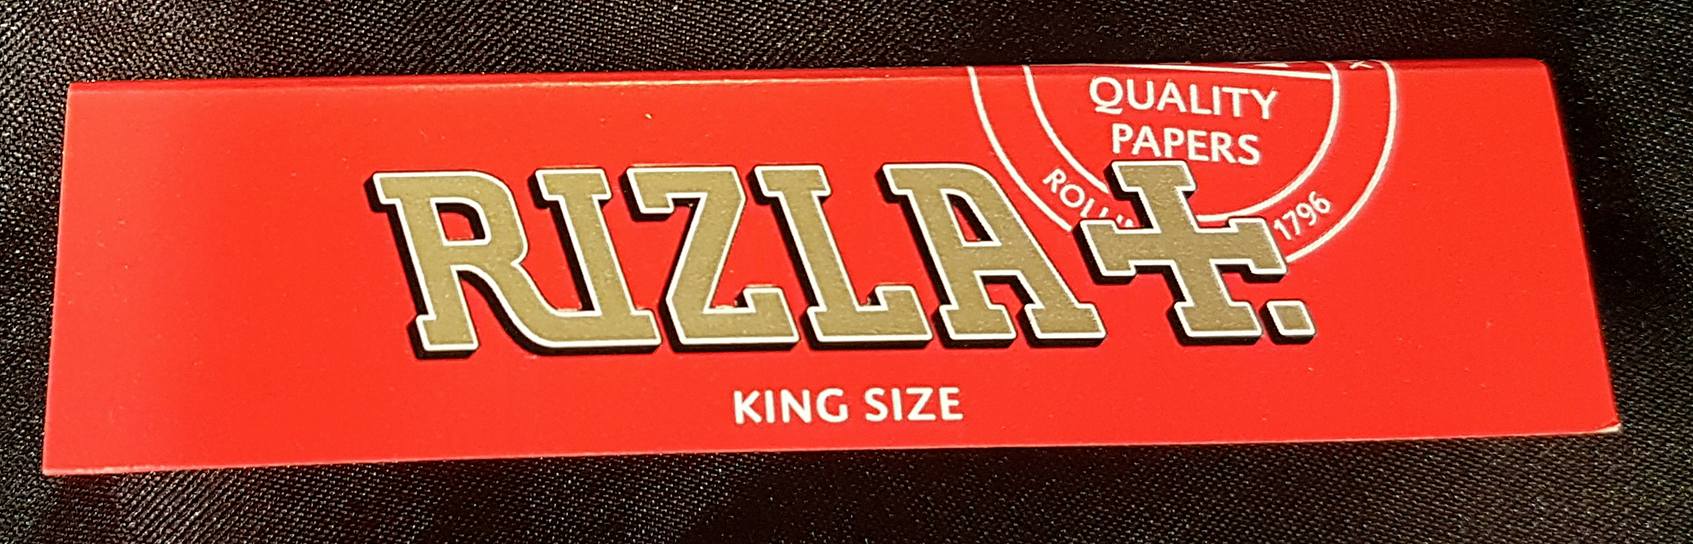 QUALITY
PAPERS
1796
RIZLA+.
KING SIZE